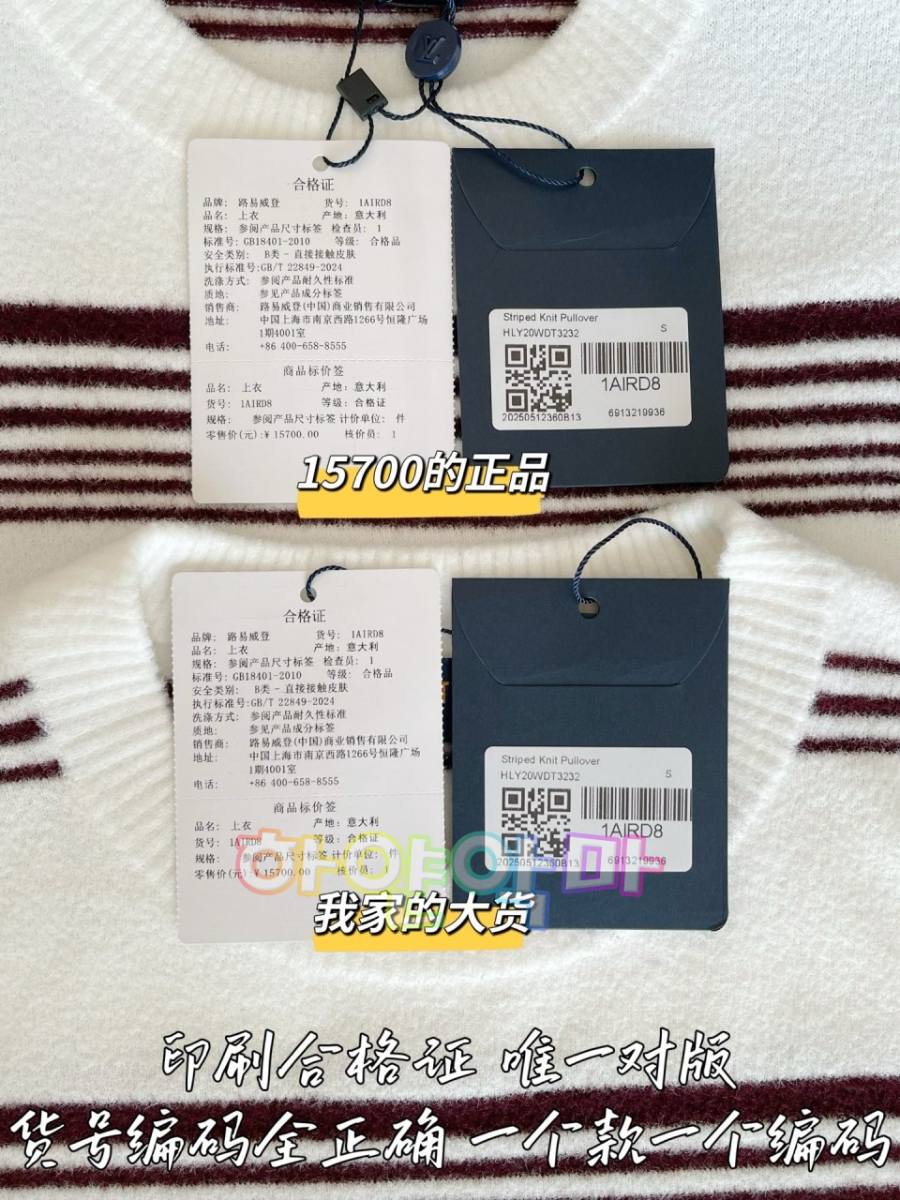 LV
合格证
品牌： 路易威登 货号： 1AIRD8
品名： 上衣 产地：意大利
规格： 参阅产品尺寸标签 检查员： 1
标准号：GB18401-2010 等级： 合格品
安全类别： B类 - 直接接触皮肤
执行标准号:GB/T 22849-2024
洗涤方式： 参阅产品耐久性标准
质地： 参见产品成分标签
销售商： 路易威登(中国)商业销售有限公司
地址： 中国上海市南京西路1266号恒隆广场
1期4001室
电话： +86 400-658-8555
商品标价签
品名： 上衣 产地：意大利
货号： 1AIRD8 等级：合格证
规格： 参阅产品尺寸标签 计价单位： 件
零售价(元):¥ 15700.00 核价员： 1
Striped Knit Pullover
HLY20WDT3232 S
1AIRD8
20250512360B13 6913219936
15700的正品
合格证
品牌： 路易威登 货号： 1AIRD8
品名： 上衣 产地：意大利
规格： 参阅产品尺寸标签 检查员： 1
标准号：GB18401-2010 等级： 合格品
安全类别： B类 - 直接接触皮肤
执行标准号:GB/T 22849-2024
洗涤方式： 参阅产品耐久性标准
质地： 参见产品成分标签
销售商： 路易威登(中国)商业销售有限公司
地址： 中国上海市南京西路1266号恒隆广场
1期4001室
电话： +86 400-658-8555
商品标价签
品名： 上衣 产地：意大利
货号： 1AIRD8 等级：合格证
规格： 参阅产品尺寸标签 计价单位： 件
零售价(元):¥ 15700.00 核价员： 1
Striped Knit Pullover
HLY20WDT3232 S
1AIRD8
20250512360B13 6913219936
我家的大货
印刷合格证 唯一对版
货号编码全正确 一个款一个编码